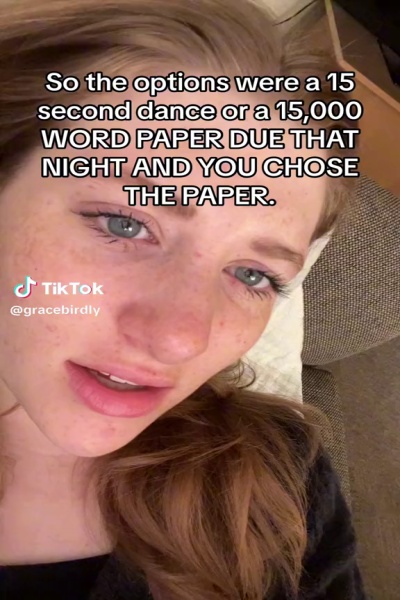 So the options were a 15
second dance or a 15,000
WORD PAPER DUE THAT
NIGHT AND YOU CHOSE
THE PAPER.
TikTok
@gracebirdly